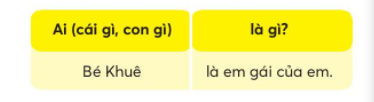 Ai (cái gì, con gì) là gì?
Bé Khuê là em gái của em.